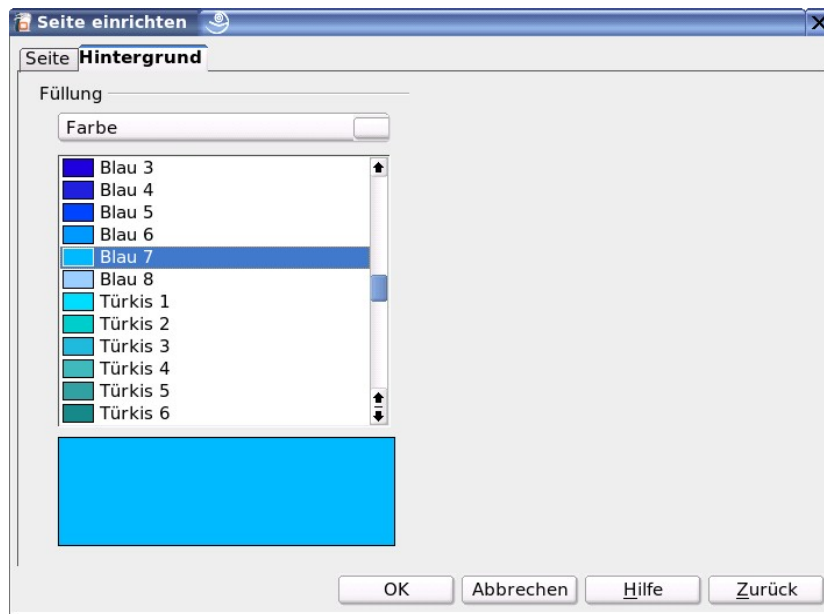 Seite einrichten
Seite Hintergrund
Füllung
Farbe
Blau 3
Blau 4
Blau 5
Blau 6
Blau 7
Blau 8
Türkis 1
Türkis 2
Türkis 3
Türkis 4
Türkis 5
Türkis 6
OK Abbrechen Hilfe Zurück